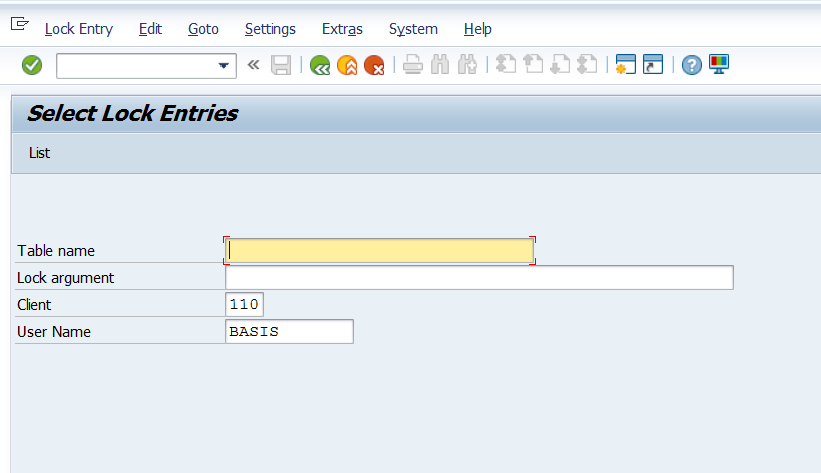 Lock Entry Edit Goto Settings Extras System Help
Select Lock Entries
List
Table name
Lock argument
Client 110
User Name BASIS